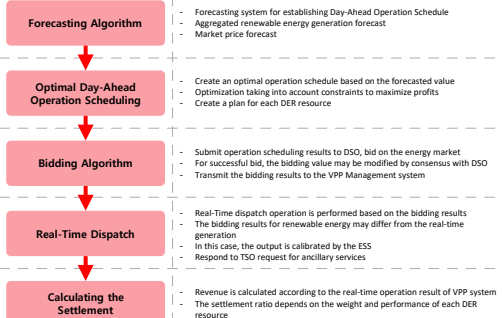 Forecasting Algorithm
- Forecasting system for establishing Day-Ahead Operation Schedule
- Aggregated renewable energy generation forecast
- Market price forecast
Optimal Day-Ahead
Operation Scheduling
- Create an optimal operation schedule based on the forecasted value
- Optimization taking into account constraints to maximize profits
- Create a plan for each DER resource
Bidding Algorithm
- Submit operation scheduling results to DSO, bid on the energy market
- For successful bid, the bidding value may be modified by consensus with DSO
- Transmit the bidding results to the VPP Management system
Real-Time Dispatch
- Real-Time dispatch operation is performed based on the bidding results
- The bidding results for renewable energy may differ from the real-time
generation
- In this case, the output is calibrated by the ESS
- Respond to TSO request for ancillary services
Calculating the
Settlement
- Revenue is calculated according to the real-time operation result of VPP system
- The settlement ratio depends on the weight and performance of each DER
resource